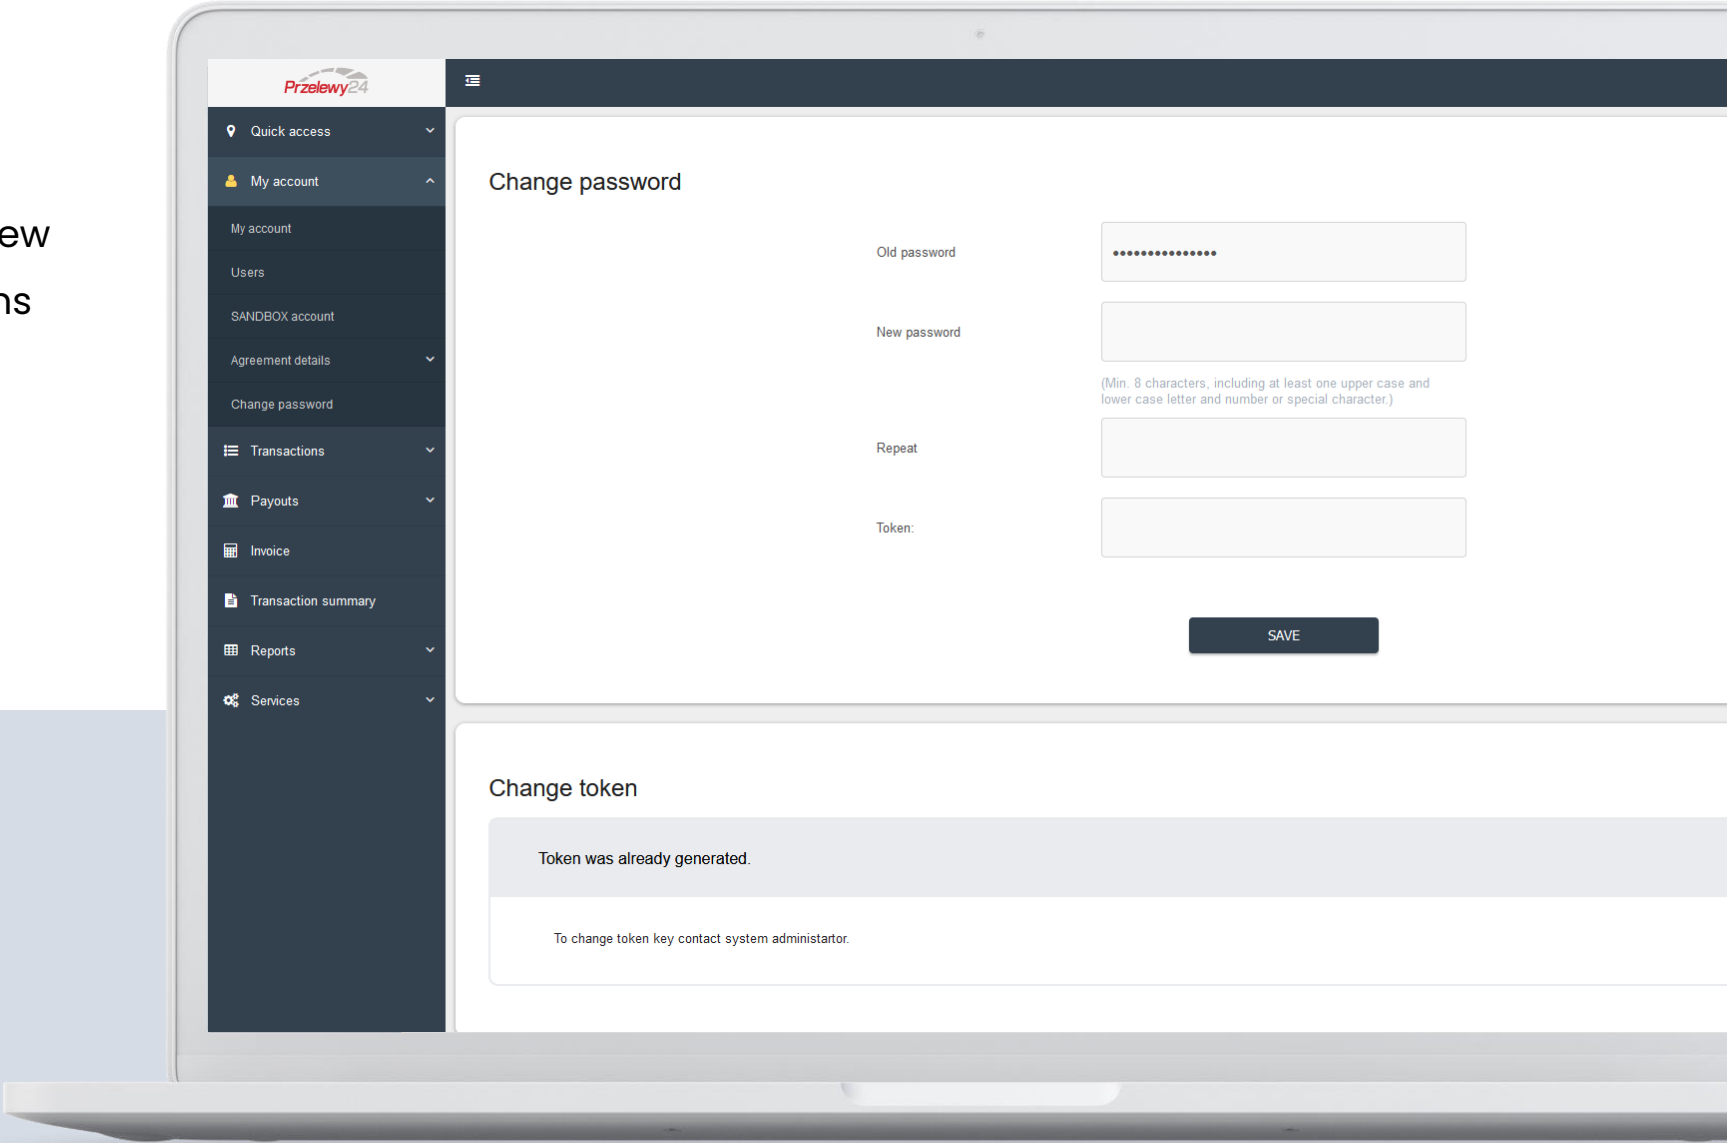 ew
ns
Przelewy24
Quick access
My account
My account
Users
SANDBOX account
Agreement details
Change password
Transactions
Payouts
Invoice
Transaction summary
Reports
Services
Change password
Old password
New password
(Min. 8 characters, including at least one upper case and
lower case letter and number or special character.)
Repeat
Token:
SAVE
Change token
Token was already generated.
To change token key contact system administartor.